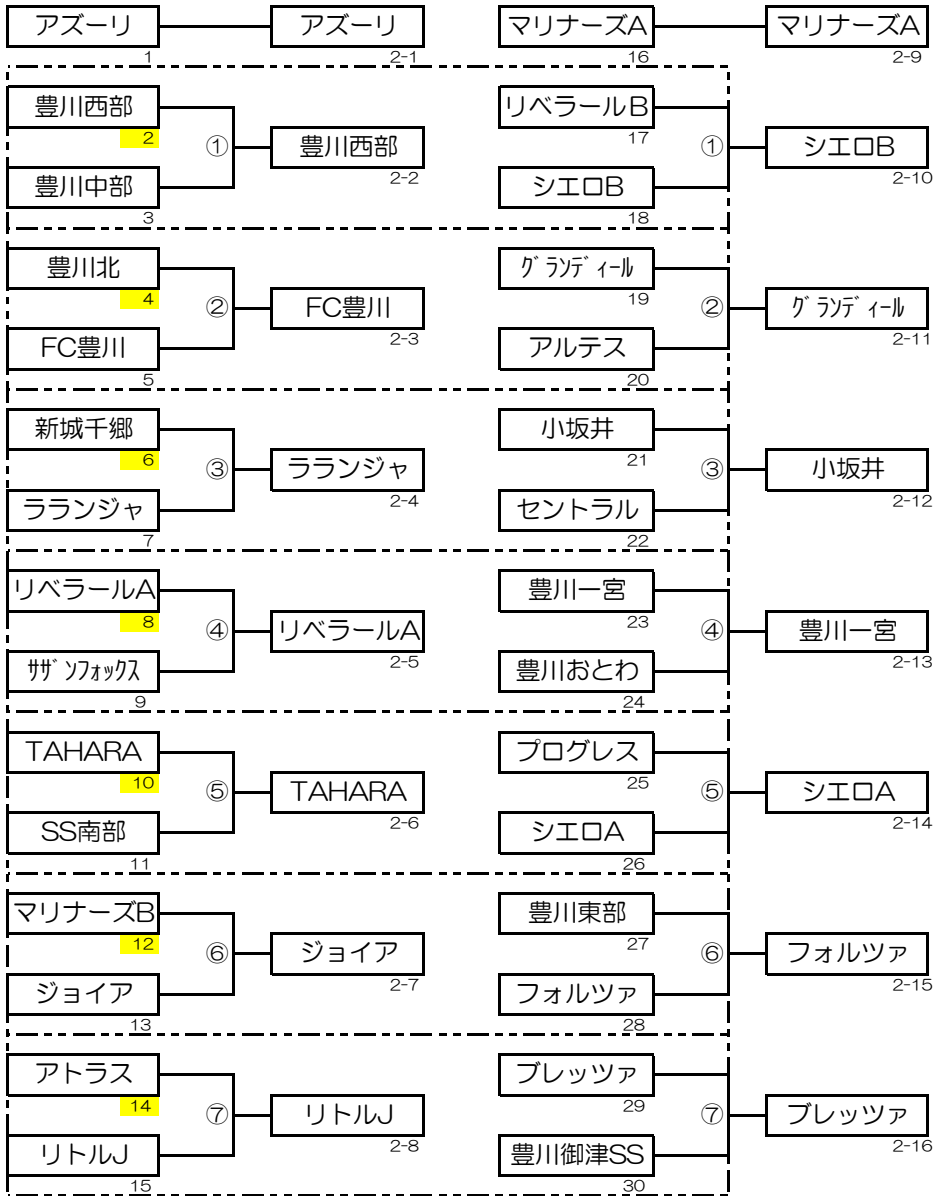 アズーリ アズーリ マリナーズA マリナーズA
1 2-1 16 2-9
豊川西部 リベラールB
2 ① 豊川西部 17 ① シエロB
豊川中部 2-2 シエロB 2-10
3 18
豊川北 グランディール
4 ② FC豊川 19 ② グランディール
FC豊川 2-3 アルテス 2-11
5 20
新城千郷 小坂井
6 ③ ラランジャ 21 ③ 小坂井
ラランジャ 2-4 セントラル 2-12
7 22
リベラールA 豊川一宮
8 ④ リベラールA 23 ④ 豊川一宮
サザンフォックス 2-5 豊川おとわ 2-13
9 24
TAHARA プログレス
10 ⑤ TAHARA 25 ⑤ シエロA
SS南部 2-6 シエロA 2-14
11 26
マリナーズB 豊川東部
12 ⑥ ジョイア 27 ⑥ フォルツァ
ジョイア 2-7 フォルツァ 2-15
13 28
アトラス ブレッツァ
14 ⑦ リトルJ 29 ⑦ ブレッツァ
リトルJ 2-8 豊川御津SS 2-16
15 30